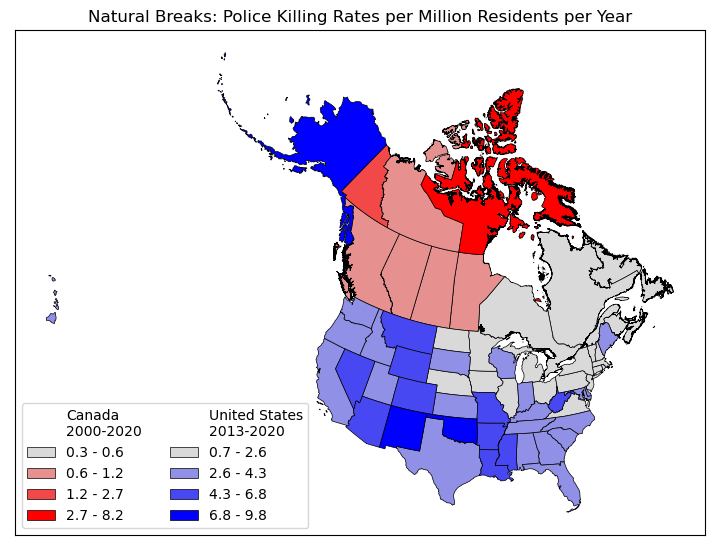 Natural Breaks: Police Killing Rates per Million Residents per Year
Canada
2000-2020
0.3 - 0.6
0.6 - 1.2
1.2 - 2.7
2.7 - 8.2
United States
2013-2020
0.7 - 2.6
2.6 - 4.3
4.3 - 6.8
6.8 - 9.8